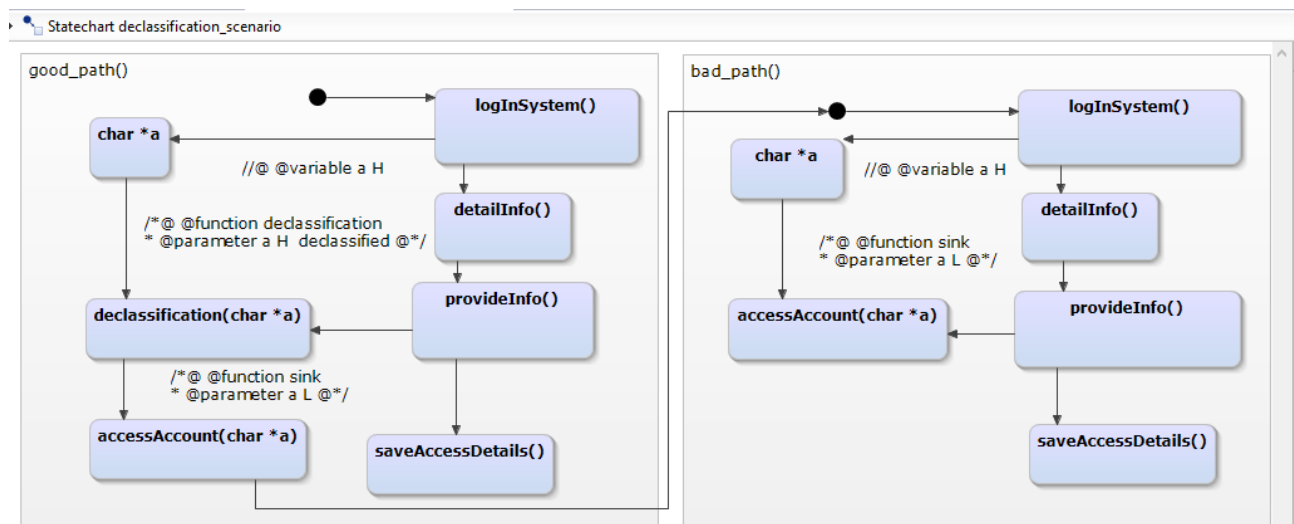 Statechart declassification_scenario
good_path()
logInSystem()
char *a
//@ @variable a H
detailInfo()
/*@ @function declassification
* @parameter a H declassified @*/
provideInfo()
declassification(char *a)
/*@ @function sink
* @parameter a L @*/
accessAccount(char *a)
saveAccessDetails()
bad_path()
logInSystem()
char *a
//@ @variable a H
detailInfo()
/*@ @function sink
* @parameter a L @*/
provideInfo()
accessAccount(char *a)
saveAccessDetails()